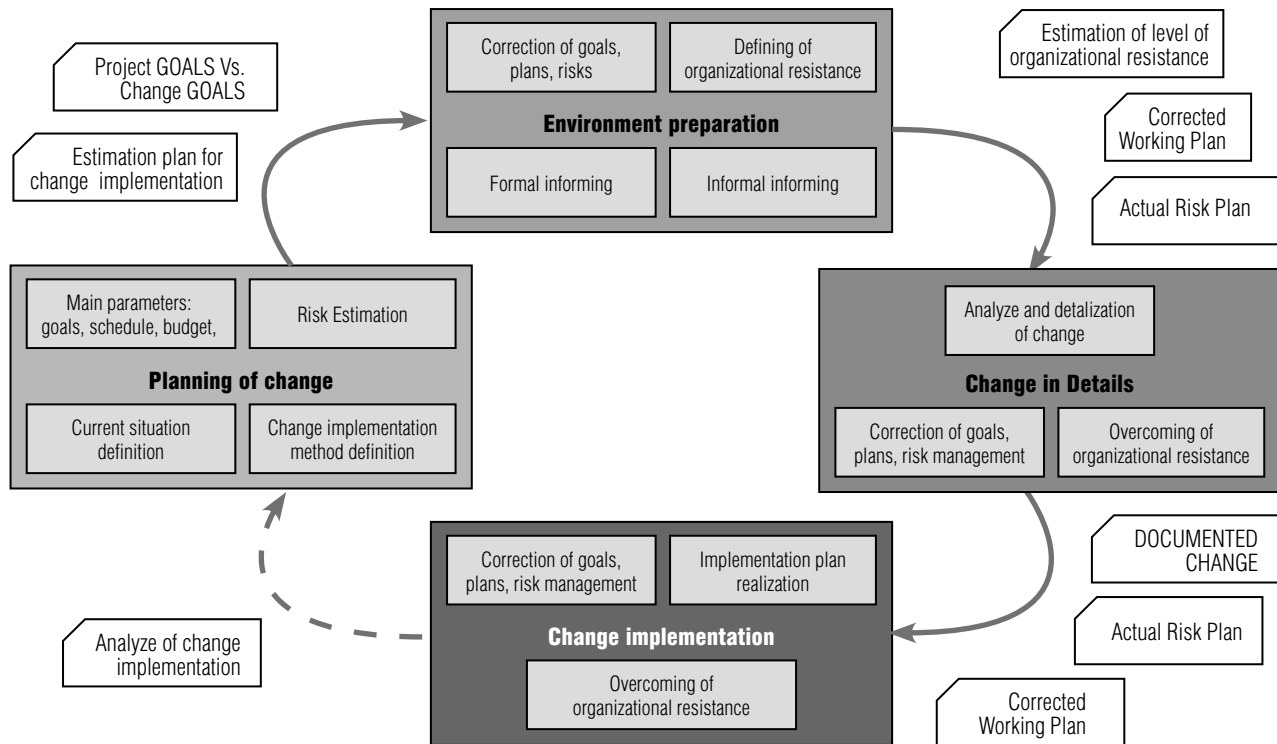 Project GOALS Vs.
Change GOALS
Estimation plan for
change implementation
Correction of goals,
plans, risks
Defining of
organizational resistance
Environment preparation
Formal informing
Informal informing
Estimation of level of
organizational resistance
Corrected
Working Plan
Actual Risk Plan
Main parameters:
goals, schedule, budget,
Risk Estimation
Planning of change
Current situation
definition
Change implementation
method definition
Analyze and detalization
of change
Change in Details
Correction of goals,
plans, risk management
Overcoming of
organizational resistance
Correction of goals,
plans, risk management
Implementation plan
realization
Change implementation
Overcoming of
organizational resistance
DOCUMENTED
CHANGE
Actual Risk Plan
Corrected
Working Plan
Analyze of change
implementation